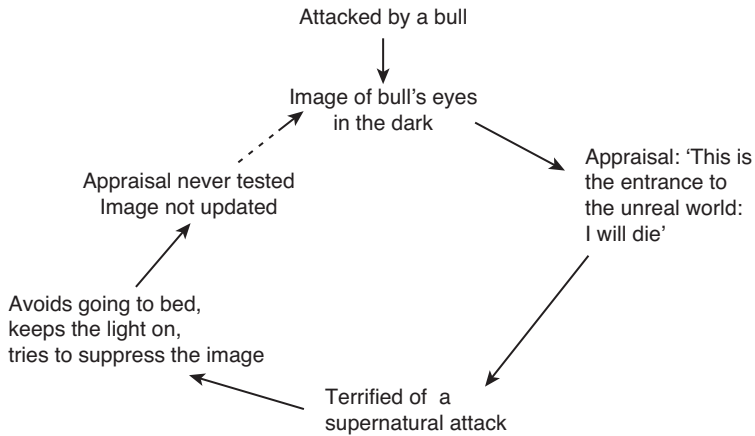 Attacked by a bull
Image of bull's eyes
in the dark
Appraisal: 'This is
the entrance to
the unreal world:
I will die'
Terrified of a
supernatural attack
Avoids going to bed,
keeps the light on,
tries to suppress the image
Appraisal never tested
Image not updated